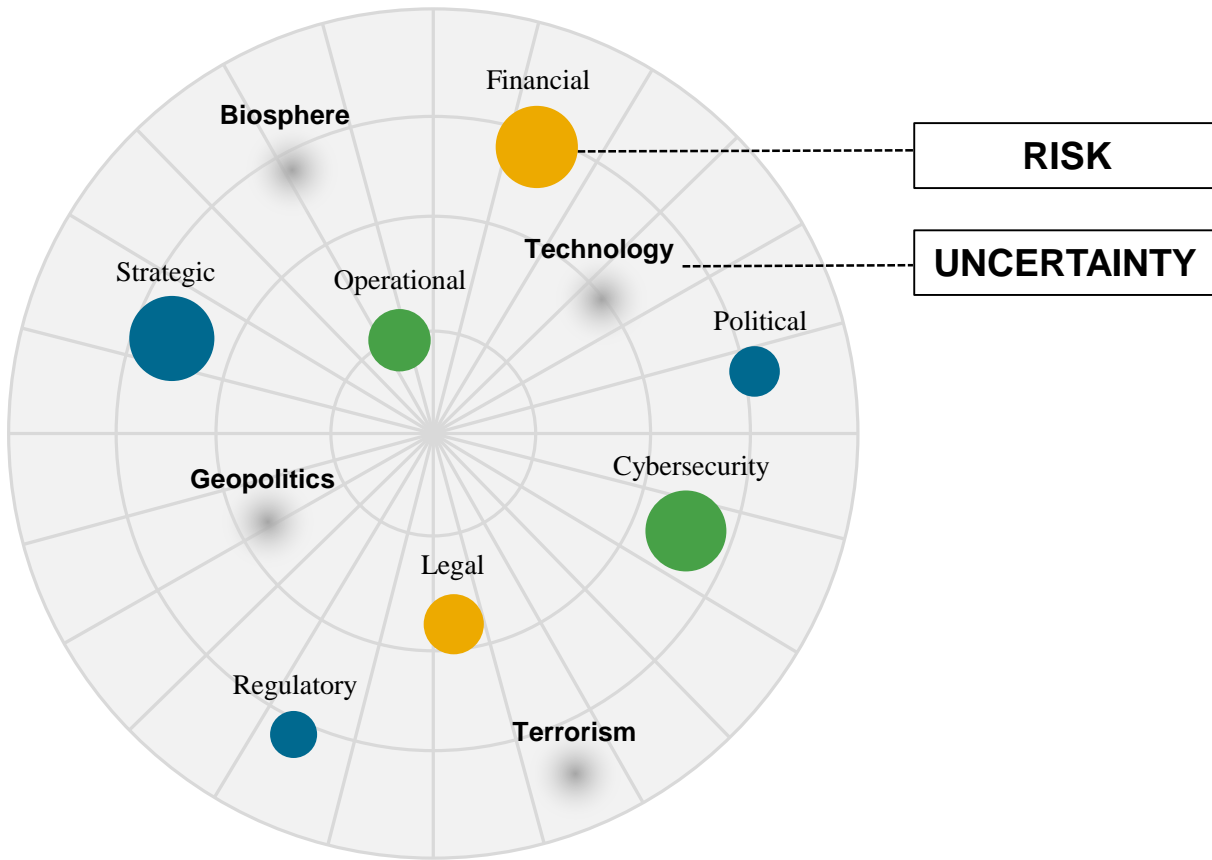 Financial
Biosphere
RISK
Technology
UNCERTAINTY
Strategic
Operational
Political
Cybersecurity
Geopolitics
Legal
Regulatory
Terrorism